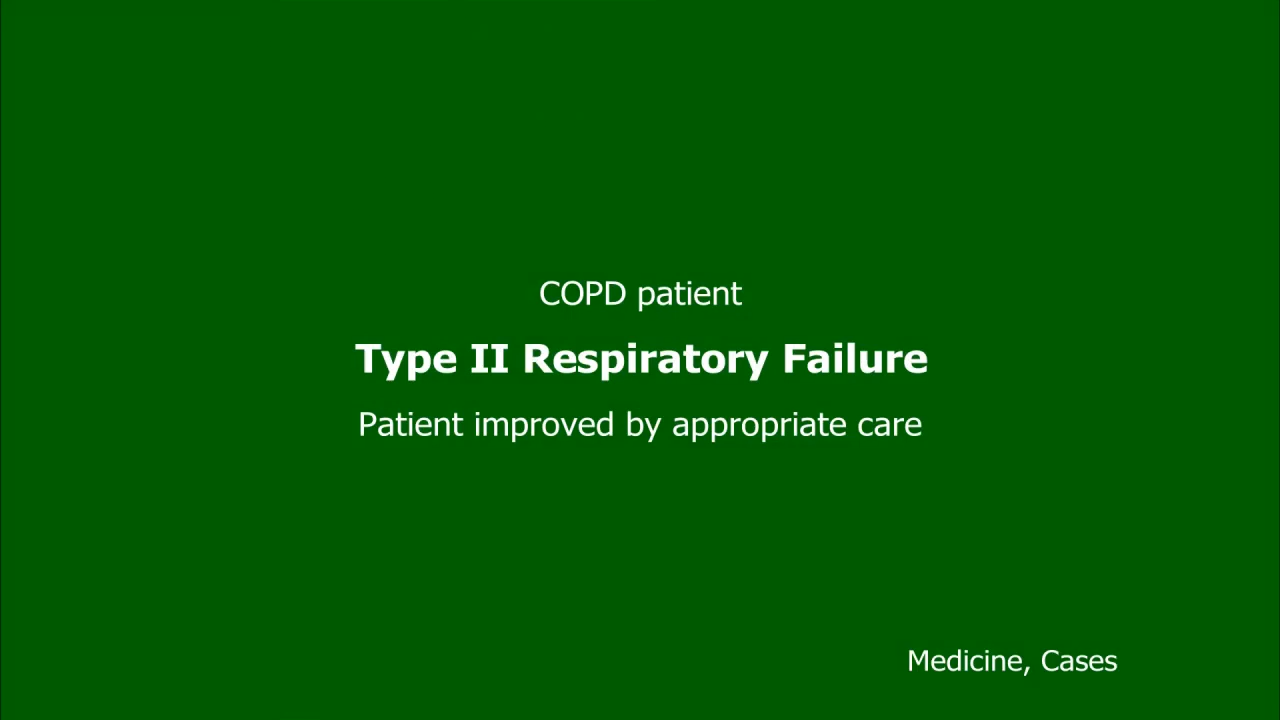 COPD patient
Type II Respiratory Failure
Patient improved by appropriate care
Medicine, Cases